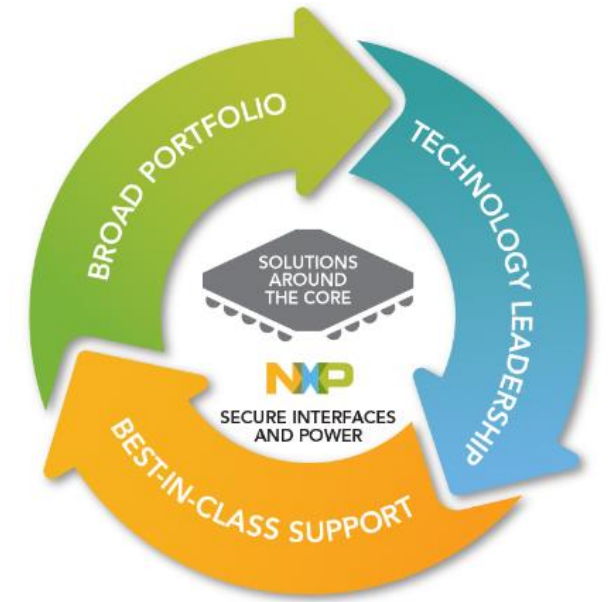 BROAD PORTFOLIO
TECHNOLOGY LEADERSHIP
SOLUTIONS
AROUND
THE CORE
NXP
SECURE INTERFACES
AND POWER
BEST-IN-CLASS SUPPORT